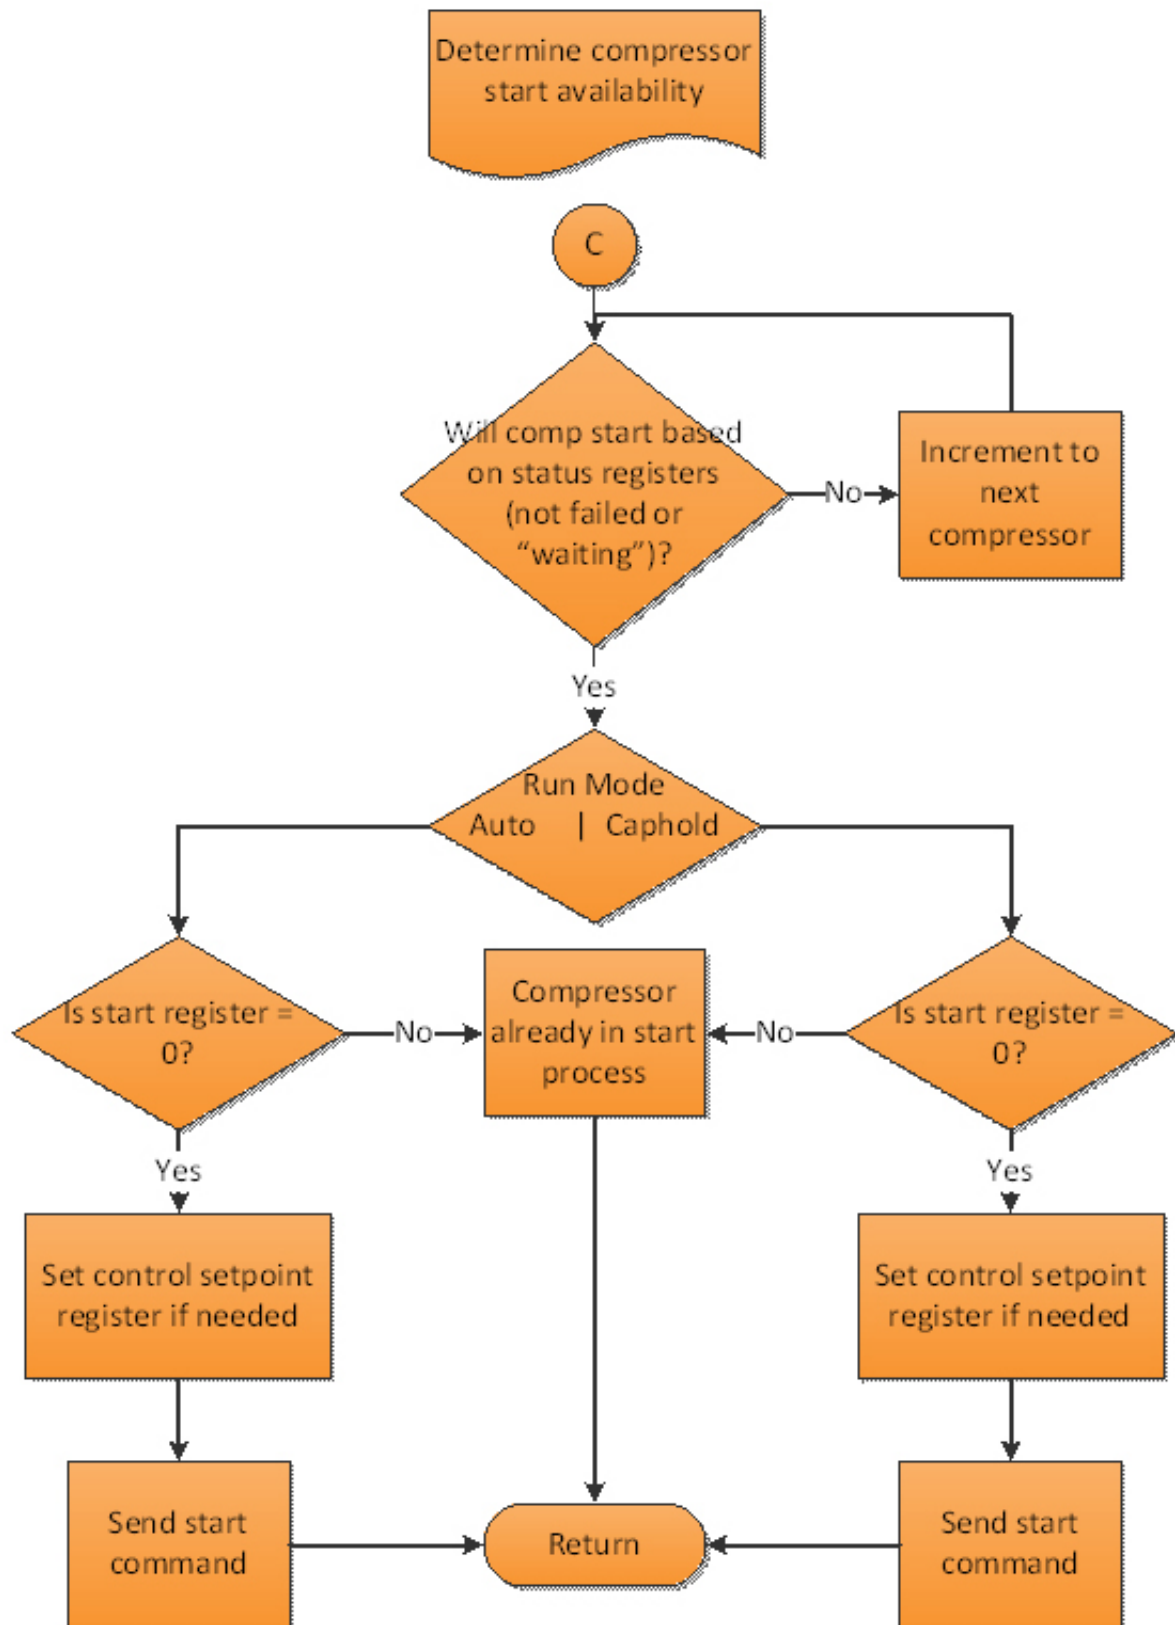 Determine compressor
start availability
C
Will comp start based
on status registers
(not failed or
“waiting”)?
No
Increment to
next
compressor
Yes
Run Mode
Auto | Caphold
Is start register =
0?
No
Compressor
already in start
process
No
Is start register =
0?
Yes
Yes
Set control setpoint
register if needed
Set control setpoint
register if needed
Send start
command
Return
Send start
command